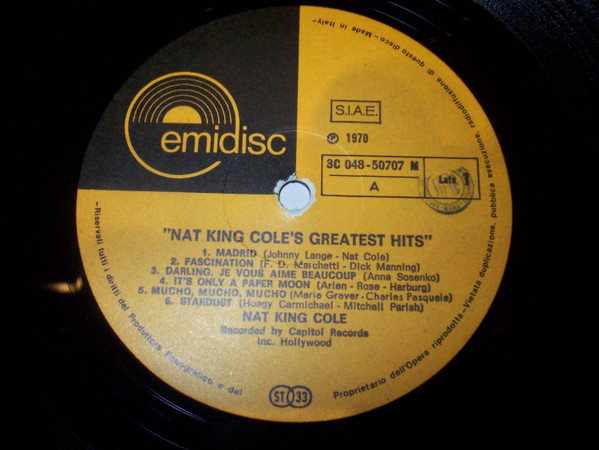 emidisc
S.I.A.E.
℗ 1970
3C 048-50707 M
A
Lato 1
"NAT KING COLE'S GREATEST HITS"
1. MADRID (Johnny Lange - Nat Cole)
2. FASCINATION (F. D. Marchetti - Dick Manning)
3. DARLING, JE VOUS AIME BEAUCOUP (Anna Sosenko)
4. IT'S ONLY A PAPER MOON (Arlen - Rose - Harburg)
5. MUCHO, MUCHO, MUCHO (Maria Graver - Charles Pasquale)
6. STARDUST (Hoagy Carmichael - Mitchell Parish)
NAT KING COLE
Recorded by Capitol Records
Inc. Hollywood
ST 33
-Riservati tutti i diritti del Produttore Fonografico e del Proprietario dell'Opera riprodotta-Vietata duplicazione, pubblica esecuzione, radiodiffusione di questo disco-Made in Italy-